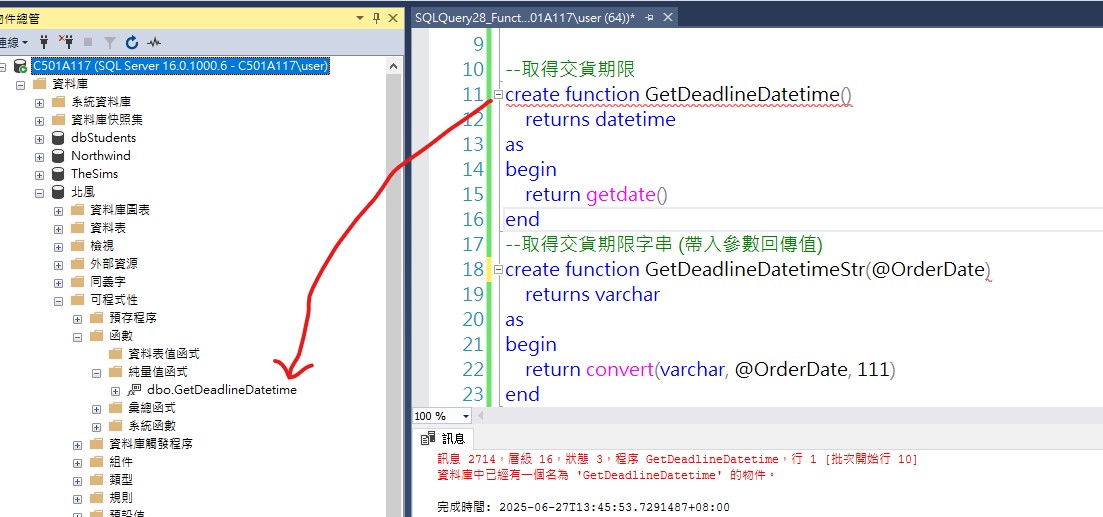 物件總管
SQLQuery28_Funct...01A117\user (64))*
連線
C501A117 (SQL Server 16.0.1000.6 - C501A117\user)
資料庫
系統資料庫
資料庫快照集
dbStudents
Northwind
TheSims
北風
資料庫圖表
資料表
檢視
外部資源
同義字
可程式性
預存程序
函數
資料表值函式
純量值函式
dbo.GetDeadlineDatetime
彙總函式
系統函數
資料庫觸發程序
組件
類型
規則
預設值
9
10 --取得交貨期限
11 create function GetDeadlineDatetime()
12 returns datetime
13 as
14 begin
15 return getdate()
16 end
17 --取得交貨期限字串 (帶入參數回傳值)
18 create function GetDeadlineDatetimeStr(@OrderDate)
19 returns varchar
20 as
21 begin
22 return convert(varchar, @OrderDate, 111)
23 end
100 %
訊息
訊息 2714，層級 16，狀態 3，程序 GetDeadlineDatetime，行 1 [批次開始行 10]
資料庫中已經有一個名為 'GetDeadlineDatetime' 的物件。
完成時間: 2025-06-27T13:45:53.7291487+08:00